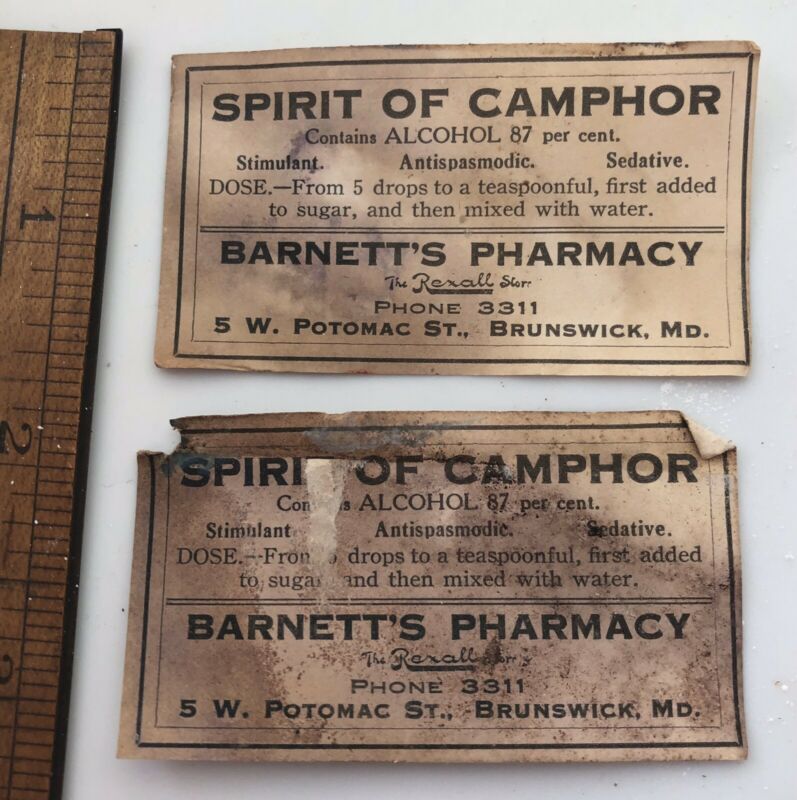 1
2
3
SPIRIT OF CAMPHOR
Contains ALCOHOL 87 per cent.
Stimulant. Antispasmodic. Sedative.
DOSE.—From 5 drops to a teaspoonful, first added
to sugar, and then mixed with water.
BARNETT'S PHARMACY
The Rexall Store
PHONE 3311
5 W. POTOMAC ST., BRUNSWICK, MD.
SPIRIT OF CAMPHOR
ALCOHOL 87 per cent.
Stimulant Antispasmodic. Sedative.
DOSE.— drops to a teaspoonful, first added
to and then mixed with water.
BARNETT'S PHARMACY
The Rexall
PHONE 3311
5 W. POTOMAC ST., BRUNSWICK, MD.